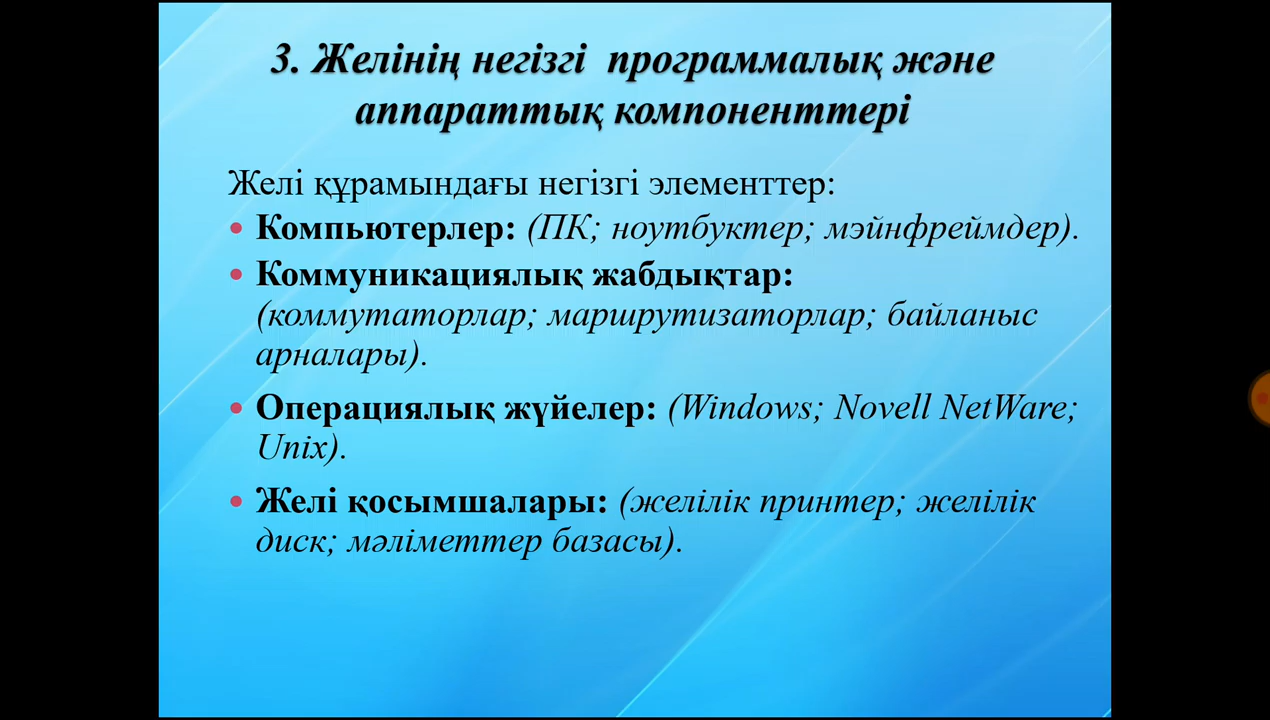 3. Желінің негізгі программалық және
аппараттық компоненттері
Желі құрамындағы негізгі элементтер:
• Компьютерлер: (ПК; ноутбуктер; мэйнфреймдер).
• Коммуникациялық жабдықтар:
(коммутаторлар; маршрутизаторлар; байланыс
арналары).
• Операциялық жүйелер: (Windows; Novell NetWare;
Unix).
• Желі қосымшалары: (желілік принтер; желілік
диск; мәліметтер базасы).